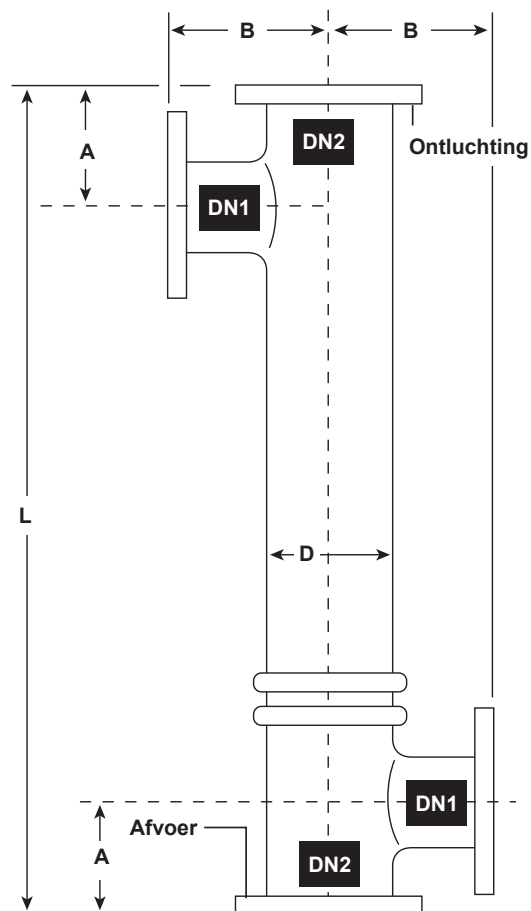 B
B
A
DN2
Ontluchting
DN1
L
D
DN1
Afvoer
A
DN2